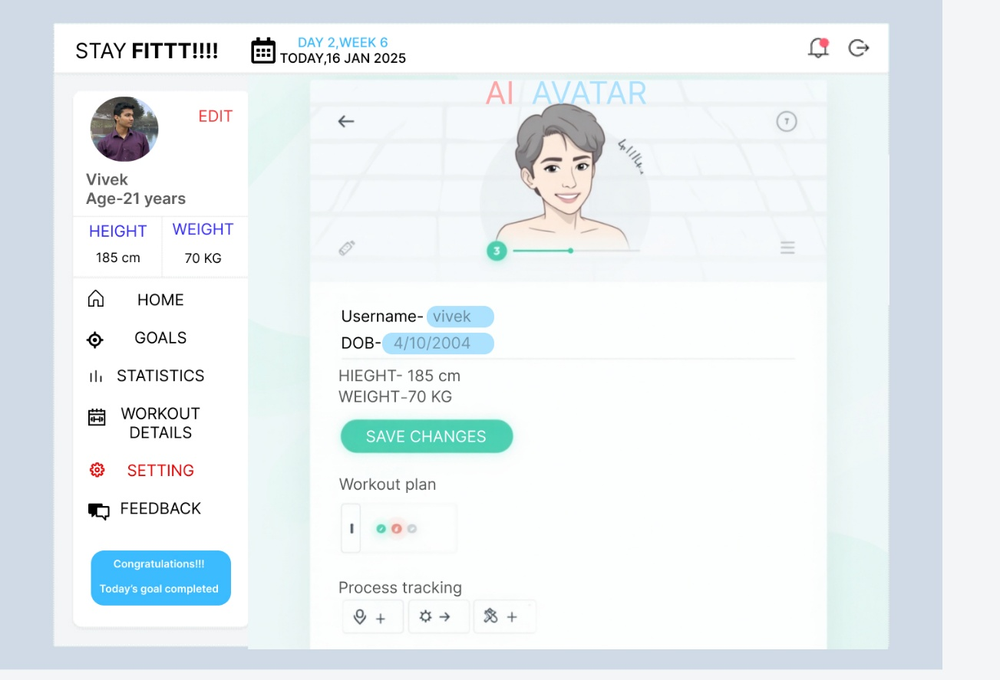 STAY FITTT!!!!
DAY 2,WEEK 6
TODAY,16 JAN 2025
EDIT
Vivek
Age-21 years
HEIGHT
185 cm
WEIGHT
70 KG
HOME
GOALS
STATISTICS
WORKOUT
DETAILS
SETTING
FEEDBACK
Congratulations!!!
Today's goal completed
AI AVATAR
T
3
Username- vivek
DOB- 4/10/2004
HIEGHT- 185 cm
WEIGHT-70 KG
SAVE CHANGES
Workout plan
Process tracking